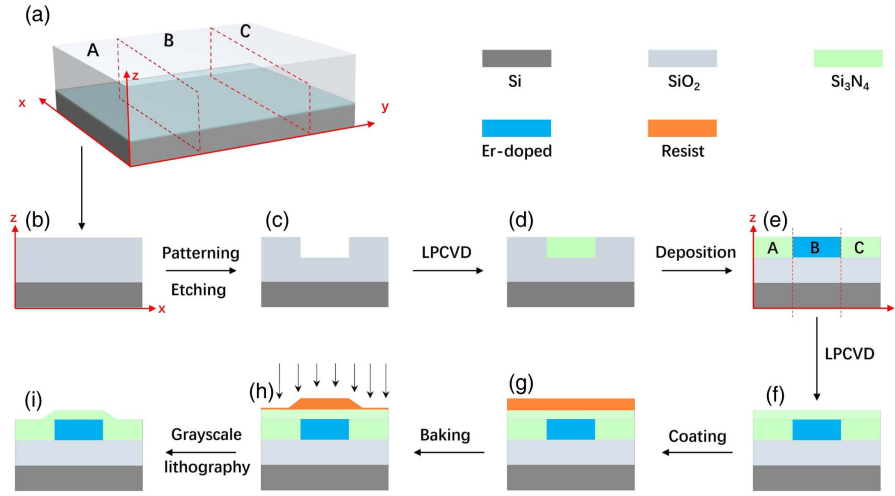 (a)
A B C
z
x
y
Si
SiO₂
Si₃N₄
Er-doped
Resist
(b)
z
x
Patterning
Etching
(c)
LPCVD
(d)
Deposition
(e)
z
A B C
LPCVD
(f)
Coating
(g)
Baking
(h)
Grayscale
lithography
(i)